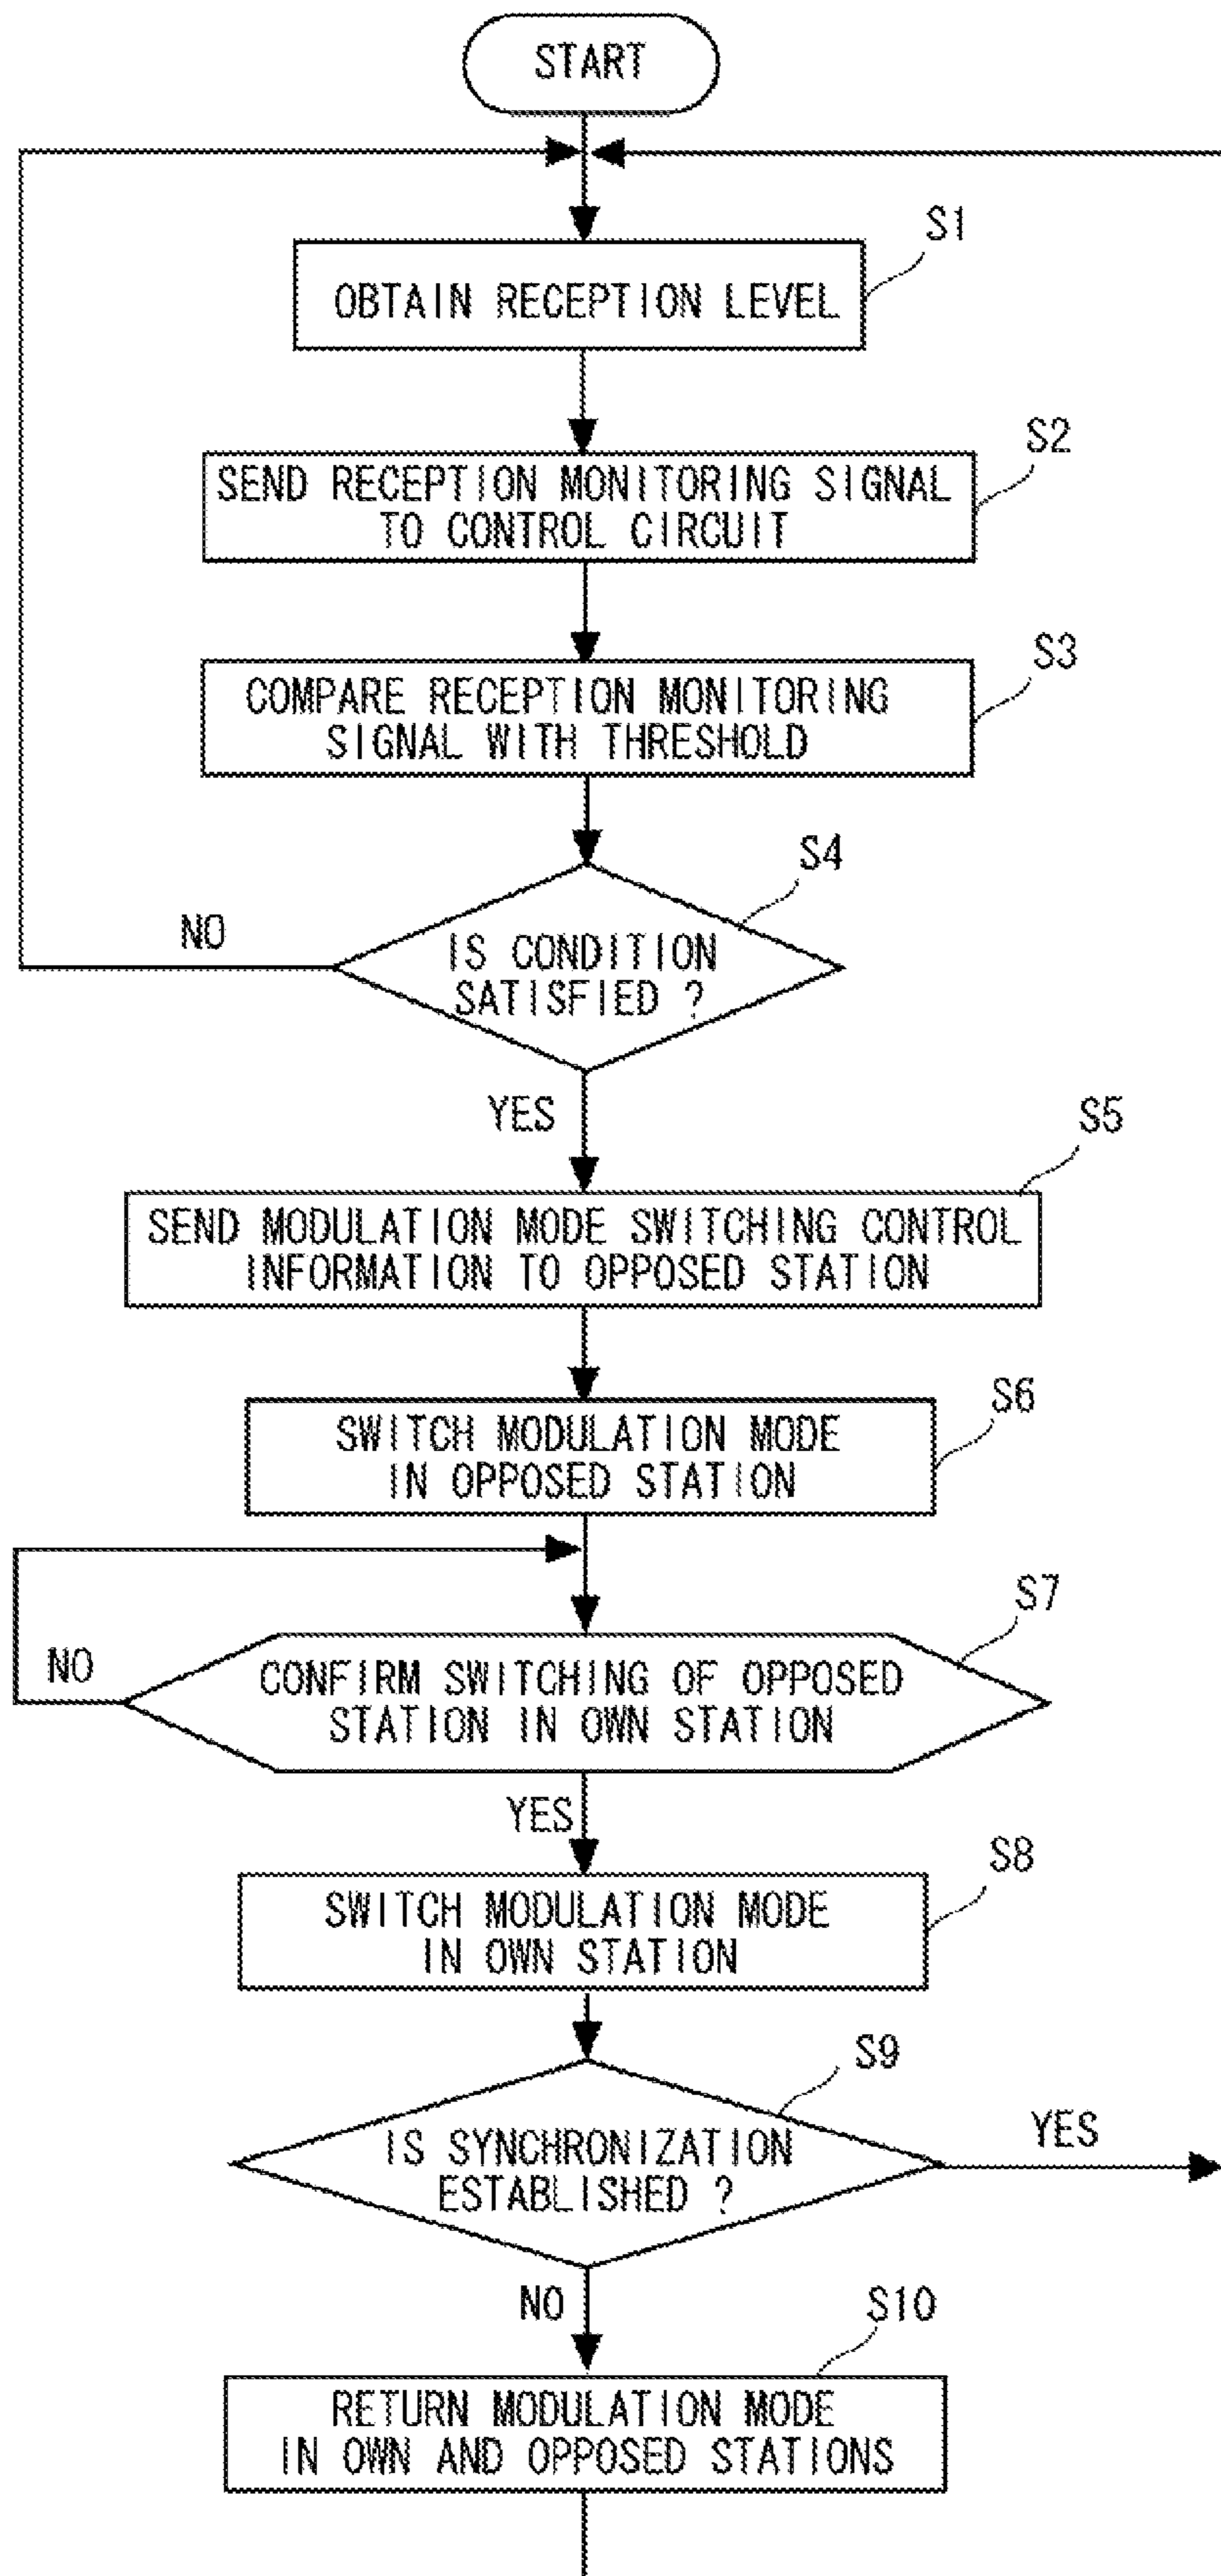 START
S1
OBTAIN RECEPTION LEVEL
S2
SEND RECEPTION MONITORING SIGNAL
TO CONTROL CIRCUIT
S3
COMPARE RECEPTION MONITORING
SIGNAL WITH THRESHOLD
S4
NO
IS CONDITION
SATISFIED ?
YES
S5
SEND MODULATION MODE SWITCHING CONTROL
INFORMATION TO OPPOSED STATION
S6
SWITCH MODULATION MODE
IN OPPOSED STATION
S7
NO
CONFIRM SWITCHING OF OPPOSED
STATION IN OWN STATION
YES
S8
SWITCH MODULATION MODE
IN OWN STATION
S9
YES
IS SYNCHRONIZATION
ESTABLISHED ?
NO
S10
RETURN MODULATION MODE
IN OWN AND OPPOSED STATIONS